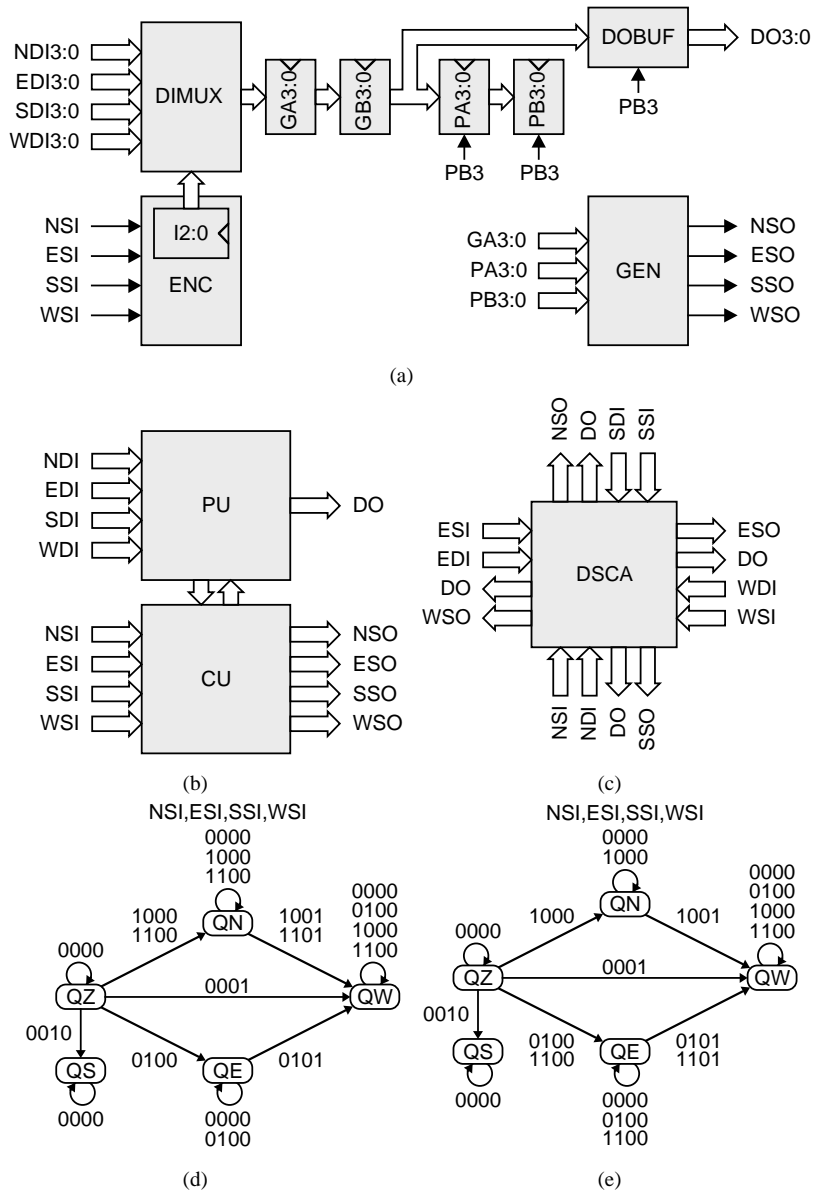 NDI3:0
EDI3:0
SDI3:0
WDI3:0
DIMUX
GA3:0
GB3:0
PA3:0
PB3:0
PB3
PB3
DOBUF
DO3:0
PB3
NSI
ESI
SSI
WSI
I2:0
ENC
GA3:0
PA3:0
PB3:0
GEN
NSO
ESO
SSO
WSO
(a)
NDI
EDI
SDI
WDI
PU
DO
NSI
ESI
SSI
WSI
CU
NSO
ESO
SSO
WSO
(b)
NSO
DO
SDI
SSI
ESI
EDI
DO
WSO
DSCA
ESO
DO
WDI
WSI
NSI
NDI
DO
SSO
(c)
NSI,ESI,SSI,WSI
0000
1000
1100
QN
1000
1100
1001
1101
0000
0100
1000
1100
0000
QZ
0001
QW
0010
0100
0101
QS
QE
0000
0000
0100
(d)
NSI,ESI,SSI,WSI
0000
1000
QN
1000
1001
0000
0100
1000
1100
0000
QZ
0001
QW
0010
0100
1100
0101
1101
QS
QE
0000
0000
0100
1100
(e)